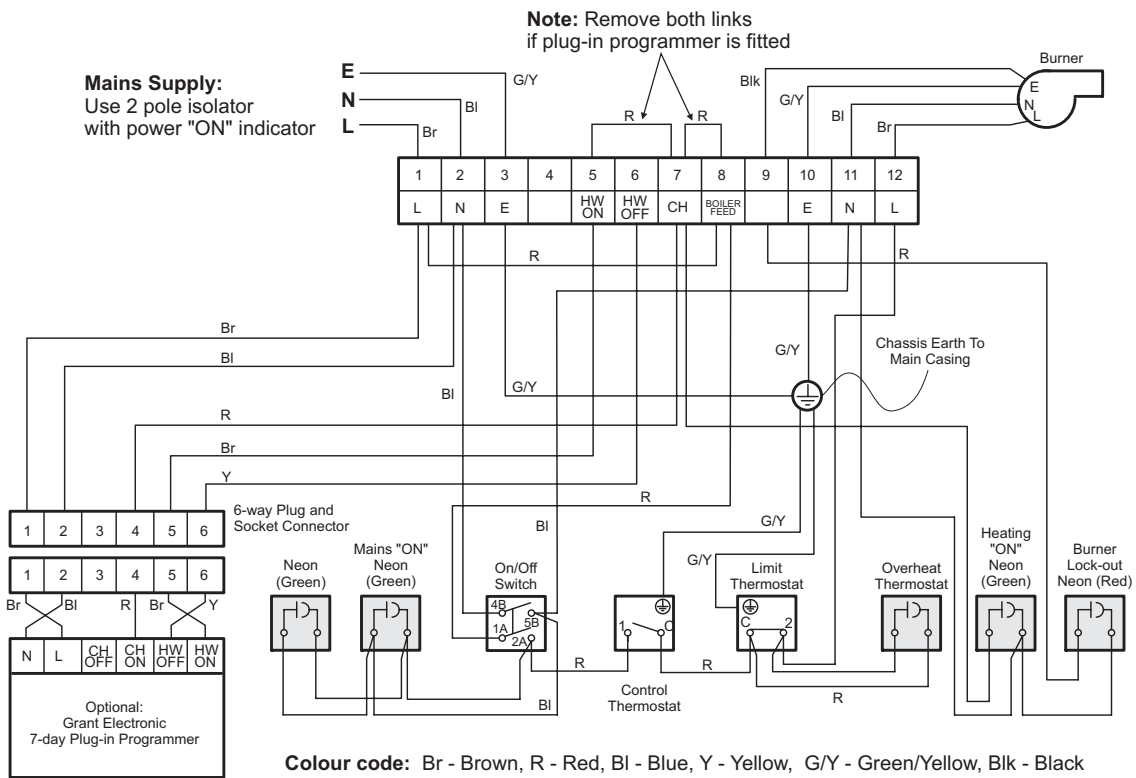 Note: Remove both links
if plug-in programmer is fitted
Mains Supply:
Use 2 pole isolator
with power "ON" indicator
E
N
L
G/Y
Bl
Br
R
R
Blk
G/Y
Bl
Br
Burner
E
N
L
1 2 3 4 5 6 7 8 9 10 11 12
L N E HW ON HW OFF CH BOILER FEED E N L
R
R
Br
Bl
R
Br
Y
Bl
G/Y
G/Y
Chassis Earth To
Main Casing
R
Bl
G/Y
G/Y
1 2 3 4 5 6
6-way Plug and
Socket Connector
1 2 3 4 5 6
Br Bl R Br Y
N L CH OFF CH ON HW OFF HW ON
Optional:
Grant Electronic
7-day Plug-in Programmer
Neon
(Green)
Mains "ON"
Neon
(Green)
On/Off
Switch
4B
5B
1A
2A
1 C
Control
Thermostat
Limit
Thermostat
C 2
Overheat
Thermostat
Heating
"ON"
Neon
(Green)
Burner
Lock-out
Neon (Red)
R
R
R
Bl
Colour code: Br - Brown, R - Red, Bl - Blue, Y - Yellow, G/Y - Green/Yellow, Blk - Black